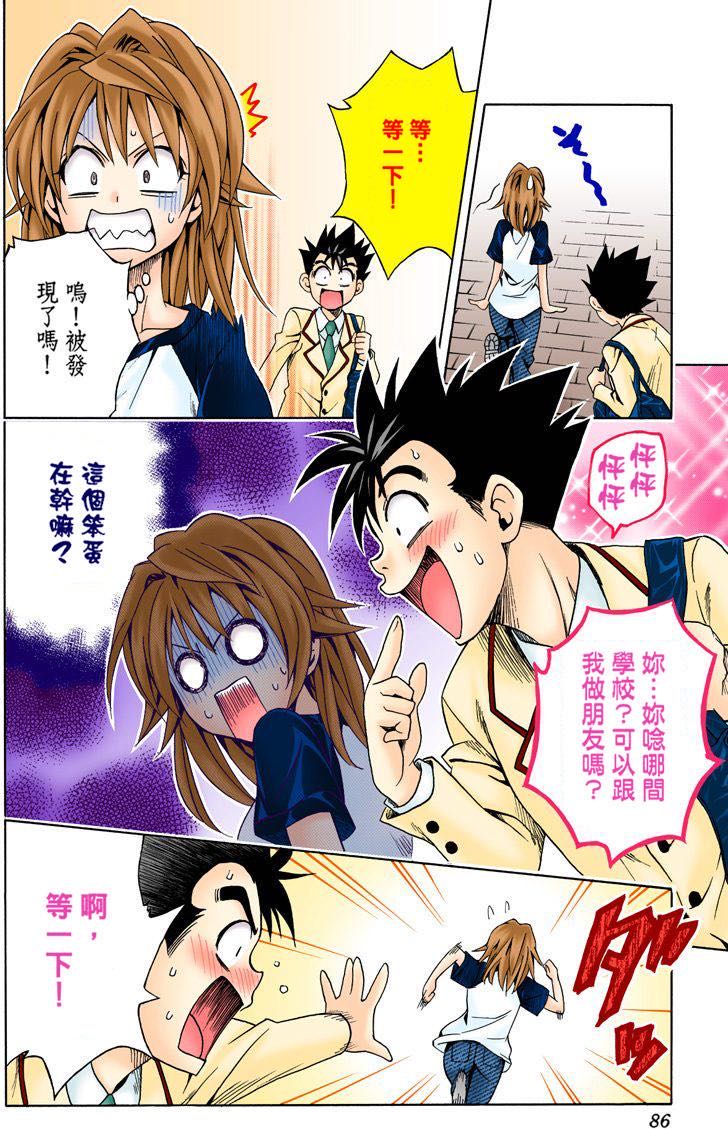 等…
等一下！
嗚！被發
現了嗎！
怦怦
怦怦
妳…妳唸哪間
學校？可以跟
我做朋友嗎？
這個笨蛋
在幹嘛？
ダッ
啊，
等一下！
86